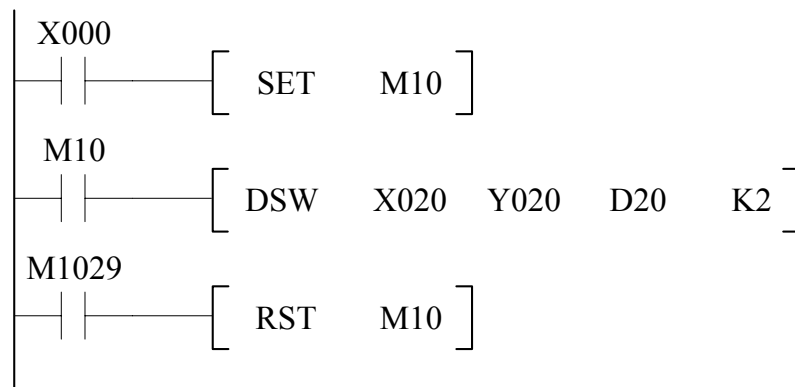 X000
SET M10
M10
DSW X020 Y020 D20 K2
M1029
RST M10